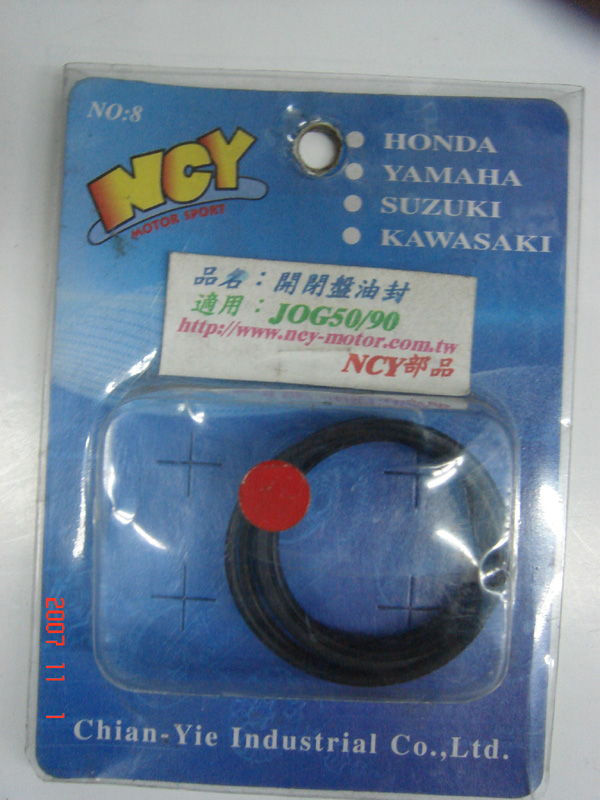 NO:8
NCY
MOTOR SPORT
HONDA
YAMAHA
SUZUKI
KAWASAKI
品名：開閉盤油封
適用：JOG50/90
http://www.ncy-motor.com.tw
NCY部品
Chian-Yie Industrial Co.,Ltd.
2007 11 1